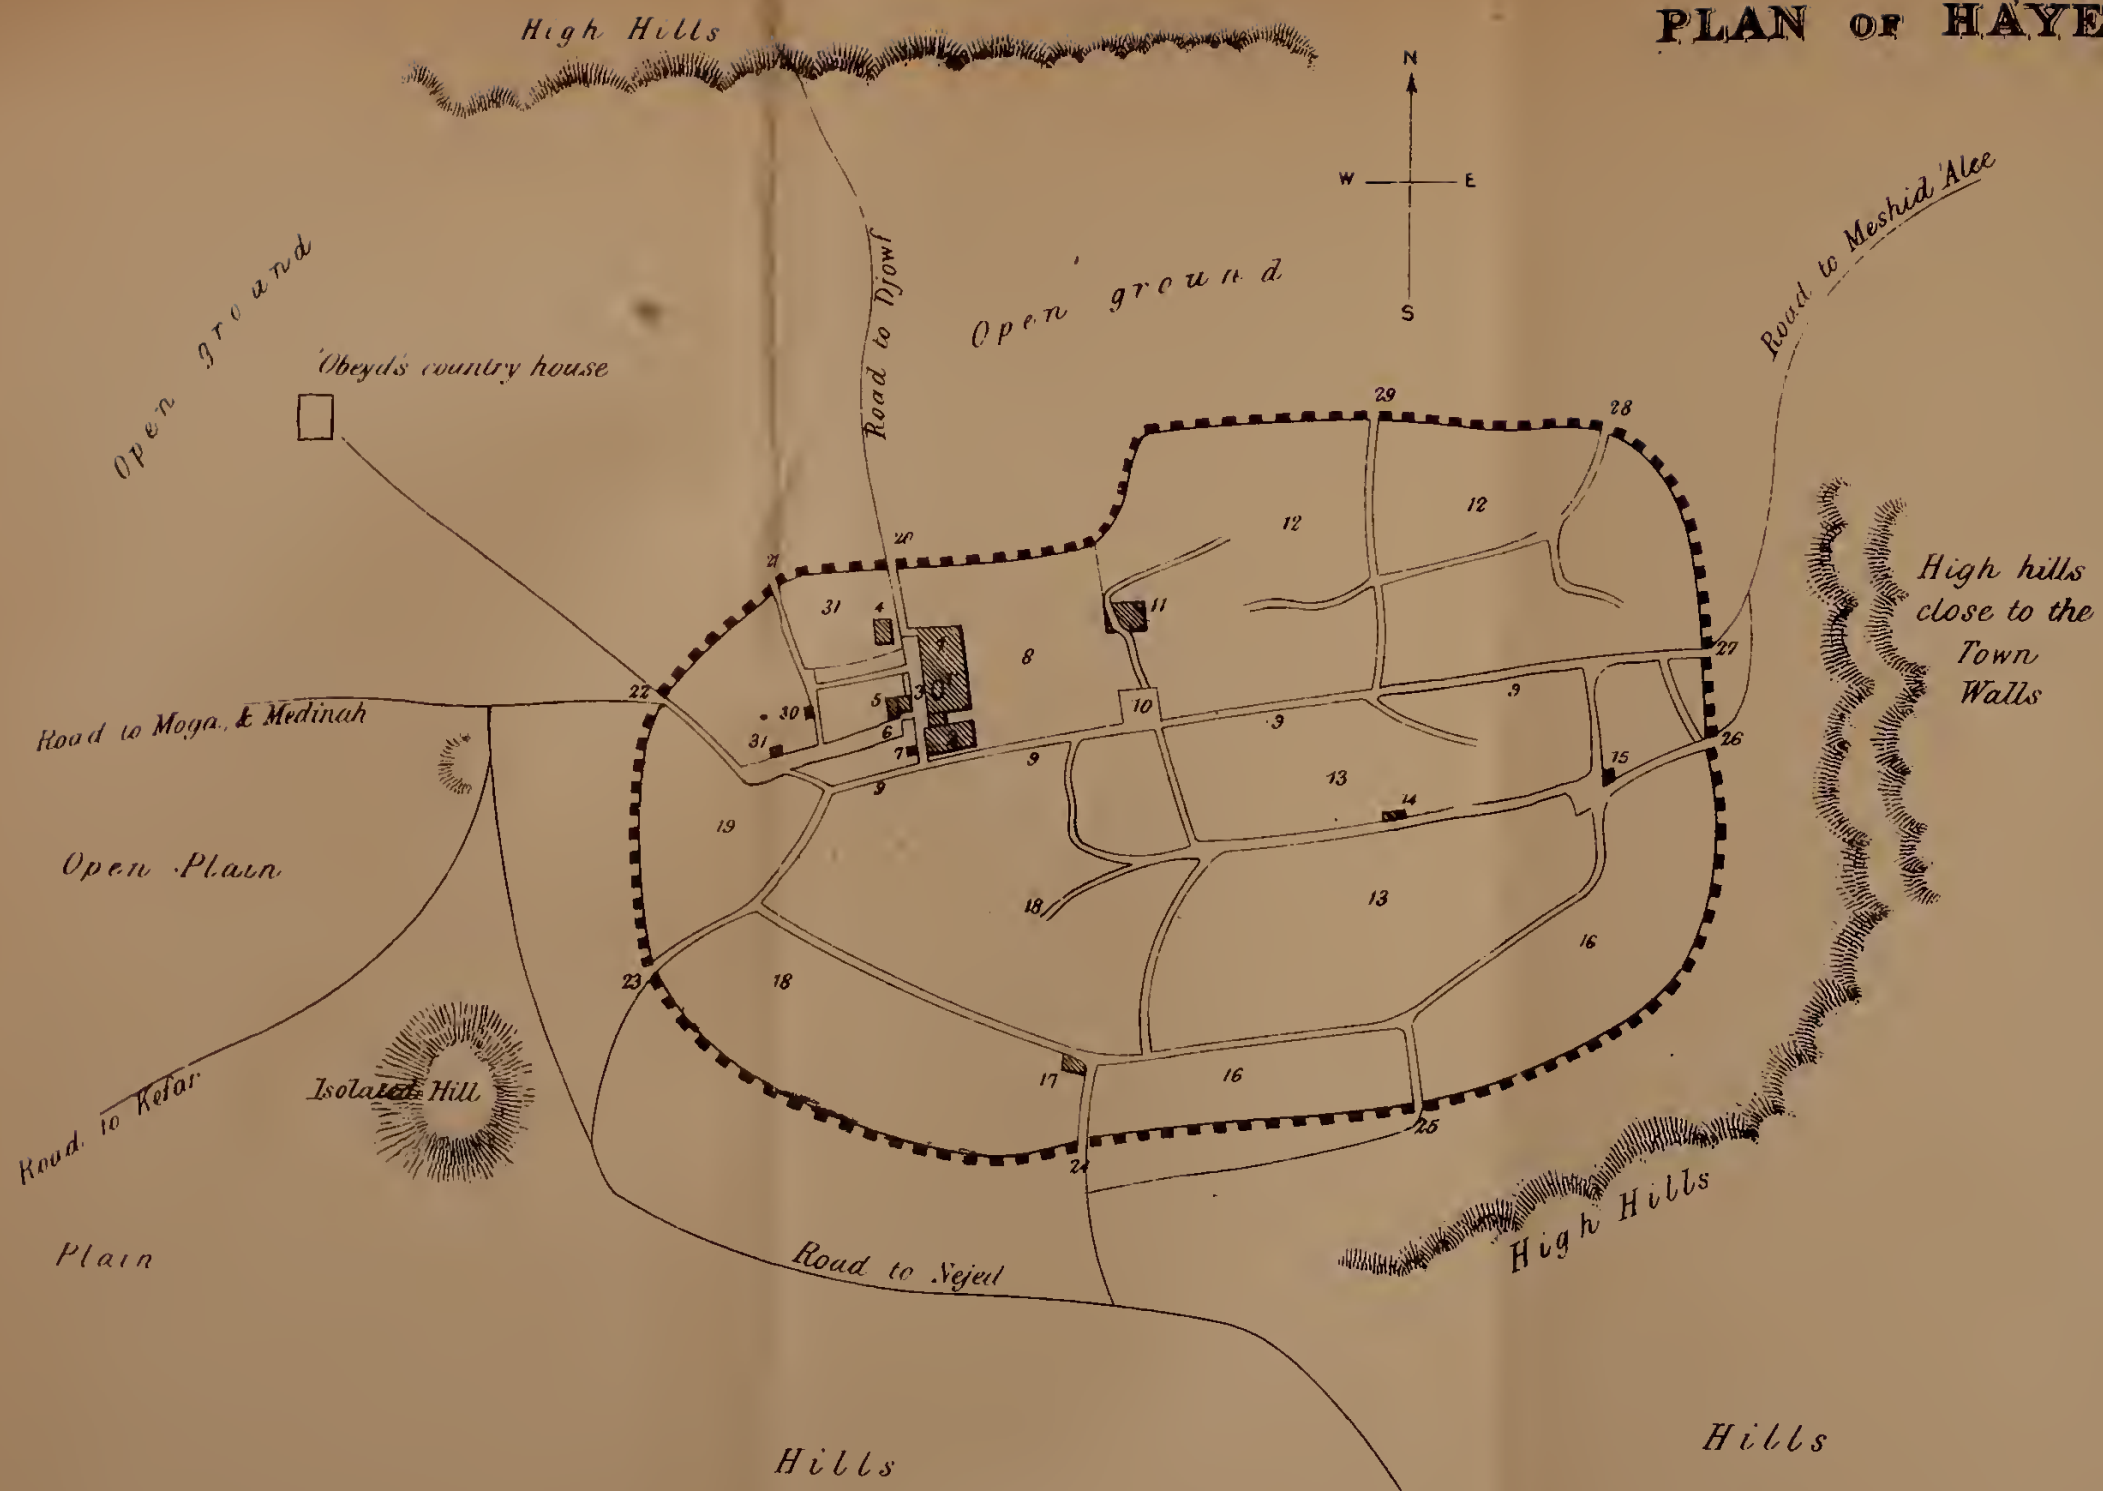 PLAN OF HAYE
High Hills
N
W E
S
Road to Meshid 'Alee
Open ground
Open ground
Road to Djowf
'Obeyd's country house
High hills
close to the
Town
Walls
Road to Moga, & Medinah
Open Plain
Isolated Hill
Road to Kefar
Plain
Road to Nejed
High Hills
Hills
Hills
29
28
12
12
20
21
31
4
11
8
27
22
30
5
3
9
10
9
26
31
6
7
9
9
13
15
14
19
18
13
16
23
18
17
16
25
24